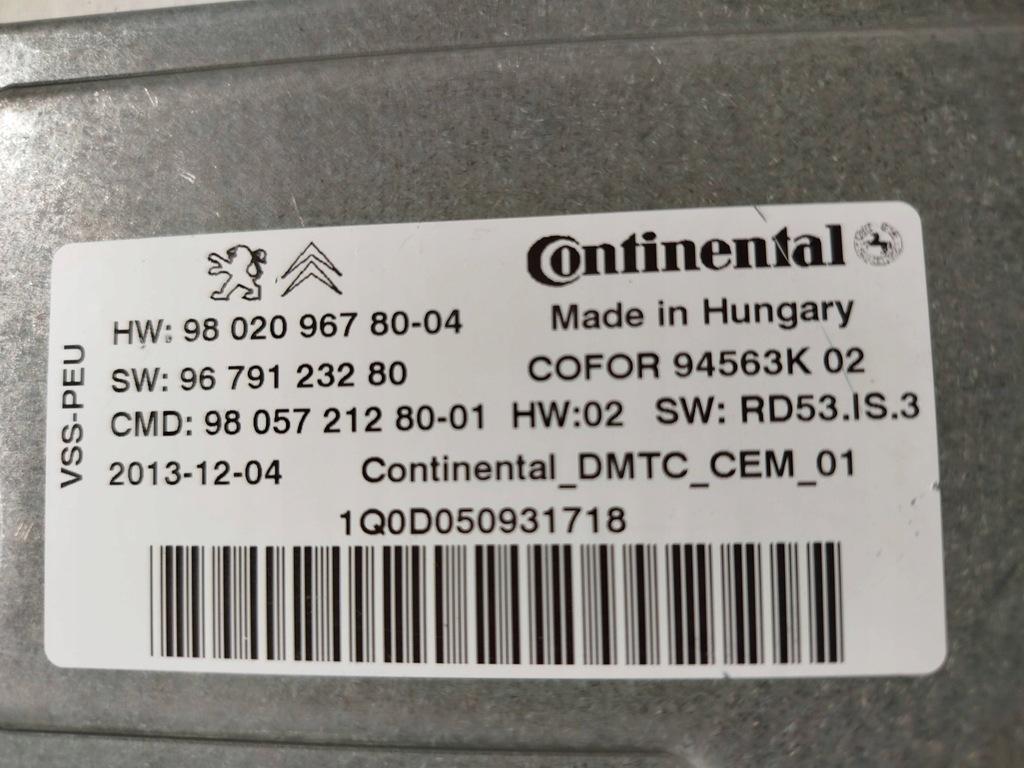 Continental
Made in Hungary
HW: 98 020 967 80-04
COFOR 94563K 02
SW: 96 791 232 80
CMD: 98 057 212 80-01 HW:02 SW: RD53.IS.3
2013-12-04 Continental_DMTC_CEM_01
1Q0D050931718
VSS-PEU